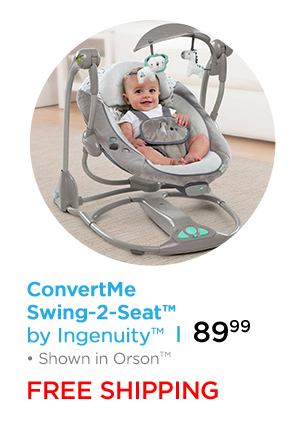 ConvertMe
Swing-2-Seat™
by Ingenuity™ | 89⁹⁹
• Shown in Orson™
FREE SHIPPING